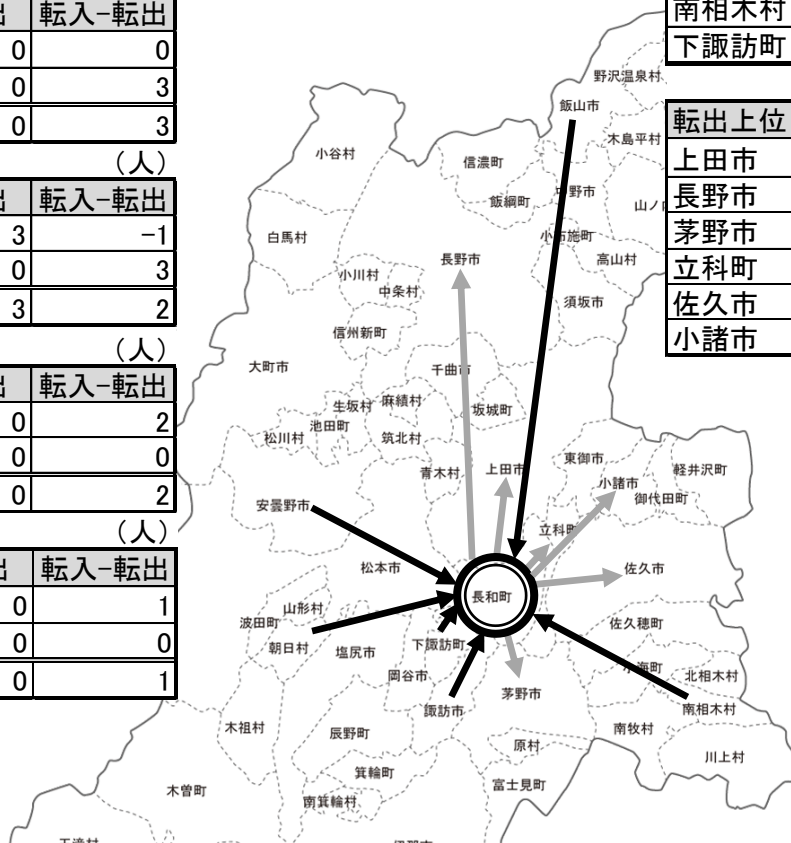 出 転入-転出
0 0
0 3
0 3
(人)
出 転入-転出
3 -1
0 3
3 2
(人)
出 転入-転出
0 2
0 0
0 2
(人)
出 転入-転出
0 1
0 0
0 1
南相木村
下諏訪町
転出上位
上田市
長野市
茅野市
立科町
佐久市
小諸市
野沢温泉村
飯山市
木島平村
小谷村
信濃町
中野市
飯綱町
山ノ内
白馬村
小布施町
長野市
高山村
小川村
中条村
須坂市
信州新町
大町市
千曲市
生坂村
麻績村
坂城町
池田町
松川村
筑北村
青木村
上田市
東御市
小諸市
軽井沢町
御代田町
安曇野市
立科町
松本市
佐久市
長和町
山形村
波田町
佐久穂町
朝日村
塩尻市
下諏訪町
岡谷市
小海町
北相木村
茅野市
諏訪市
南相木村
木祖村
辰野町
南牧村
原村
川上村
箕輪町
富士見町
木曽町
南箕輪村